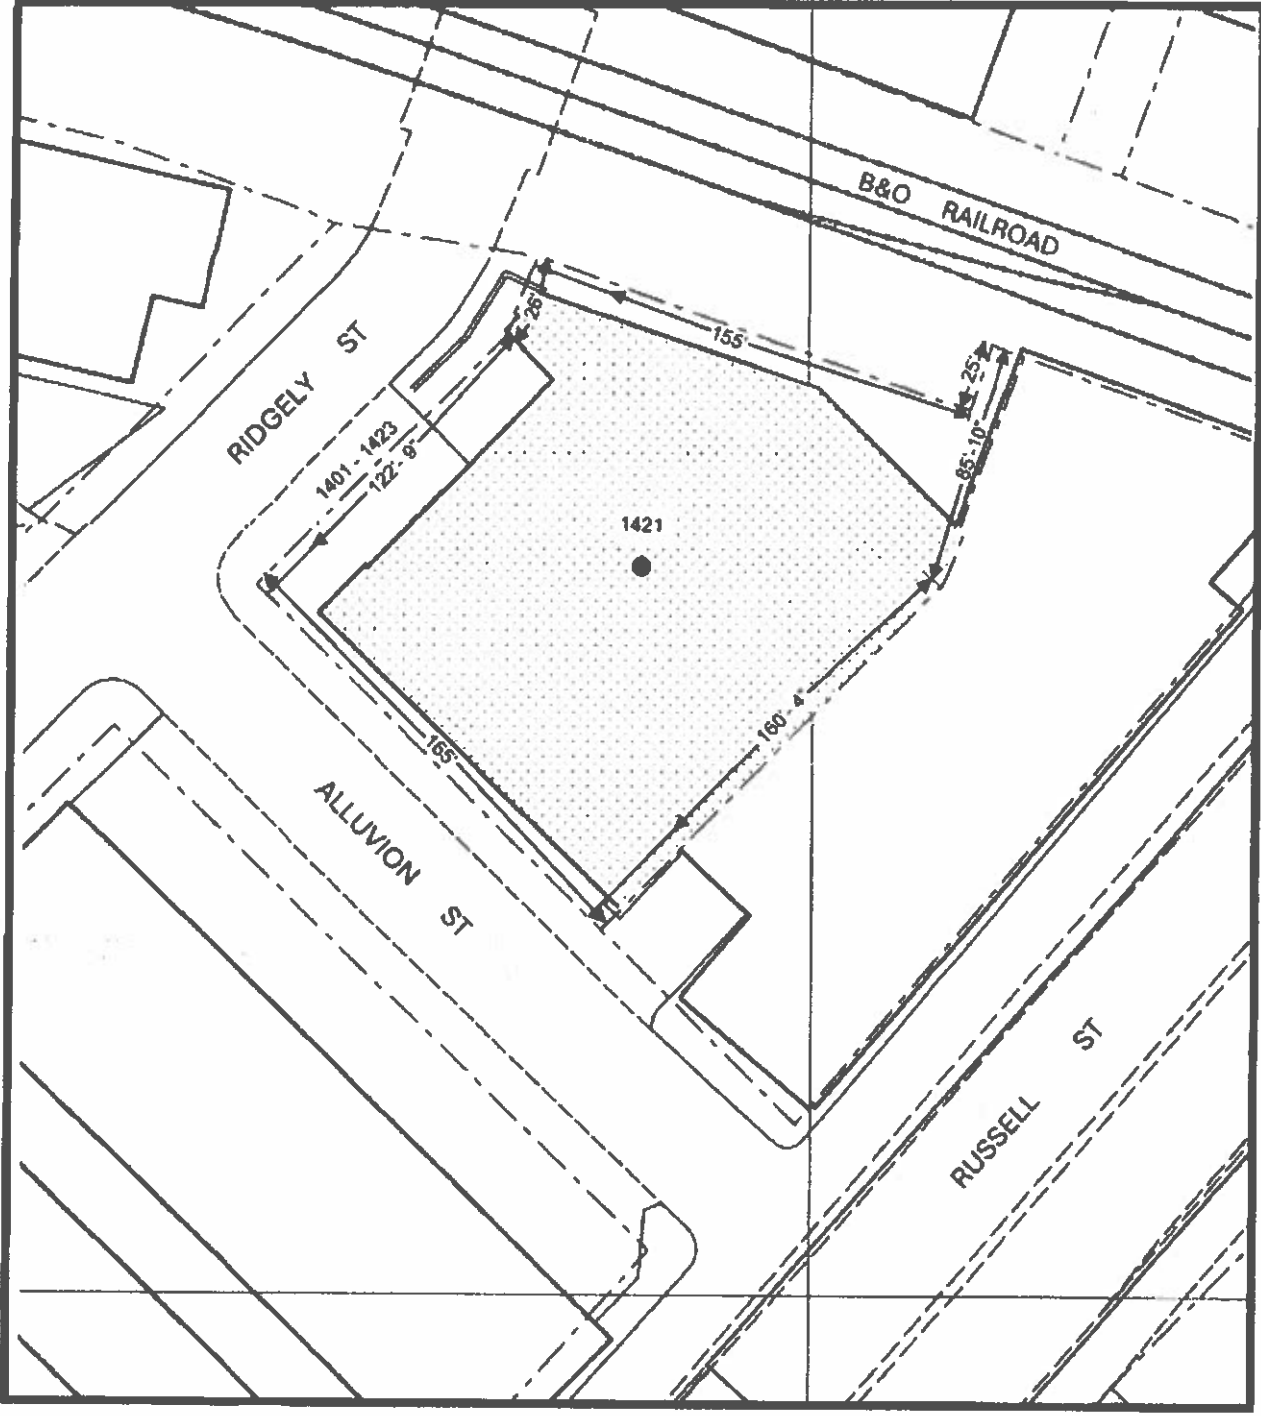 B&O RAILROAD
26'
155'
25'
85'-10"
RIDGELY ST
1401 - 1423
122'- 9"
1421
165'
160'- 4"
ALLUVION ST
RUSSELL ST